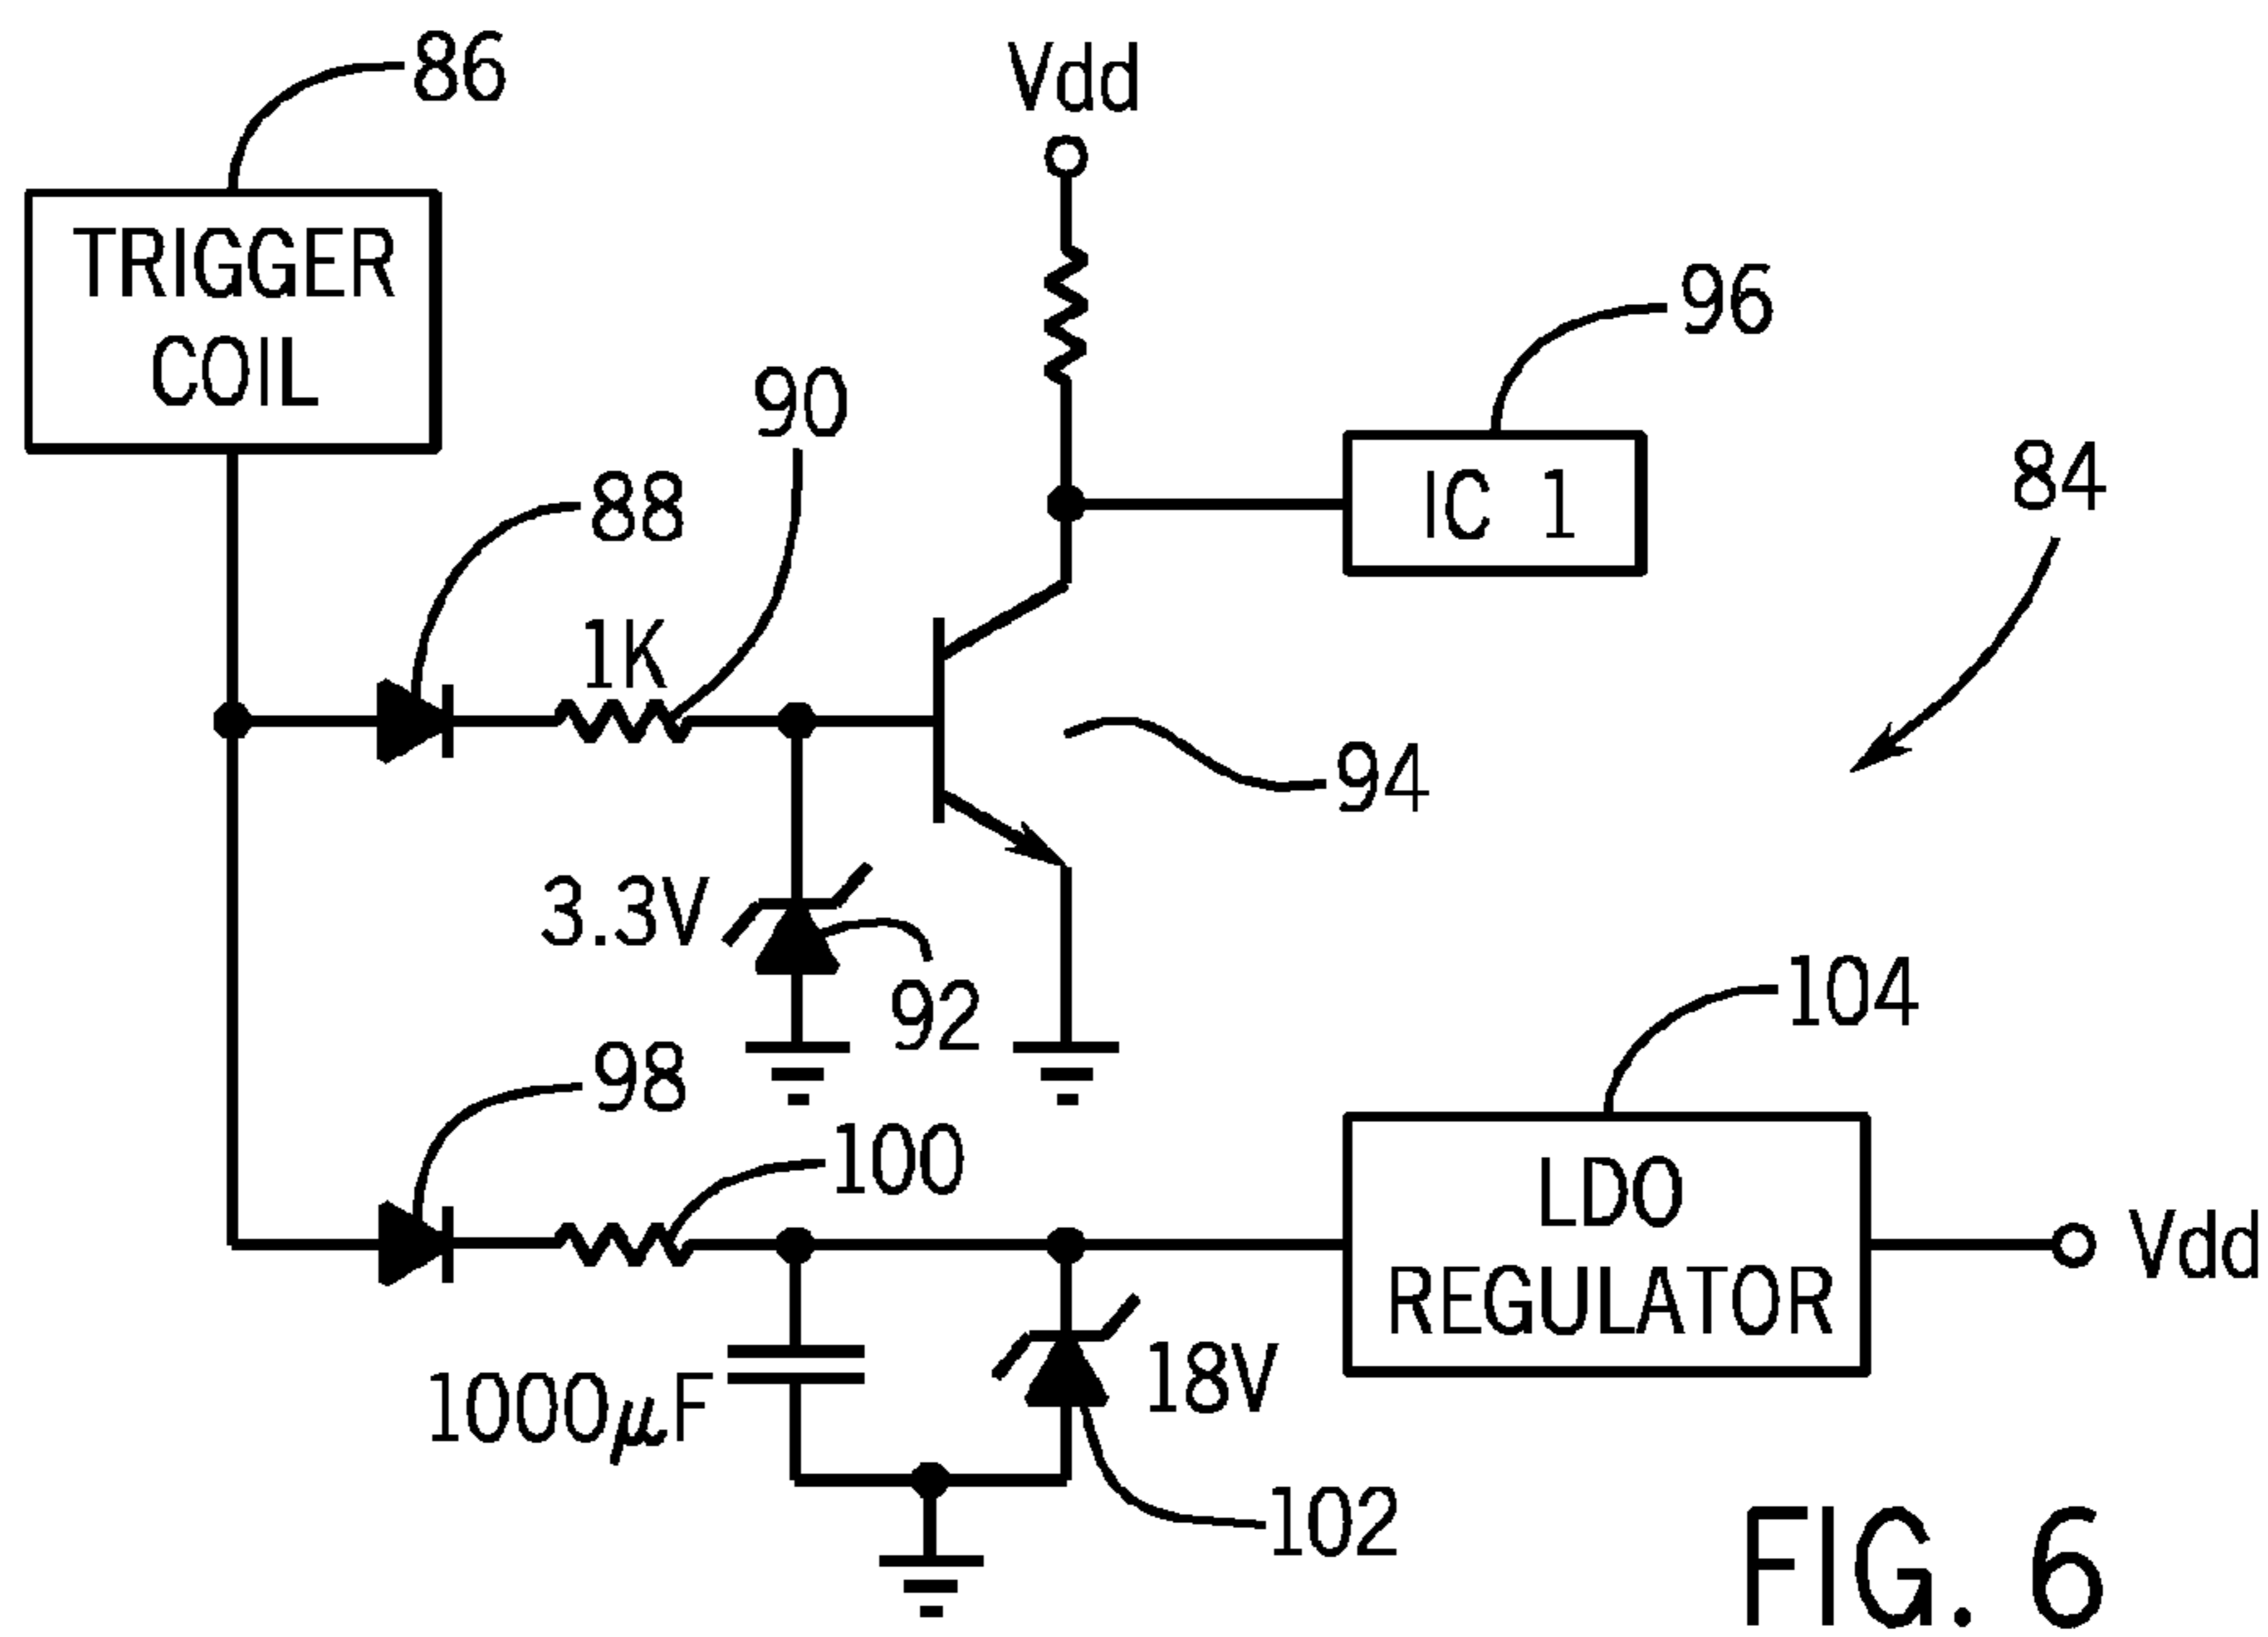 86
Vdd
TRIGGER
COIL
96
90
IC 1
84
88
1K
94
3.3V
92
104
98
100
LDO
REGULATOR
Vdd
18V
1000μF
102
FIG. 6